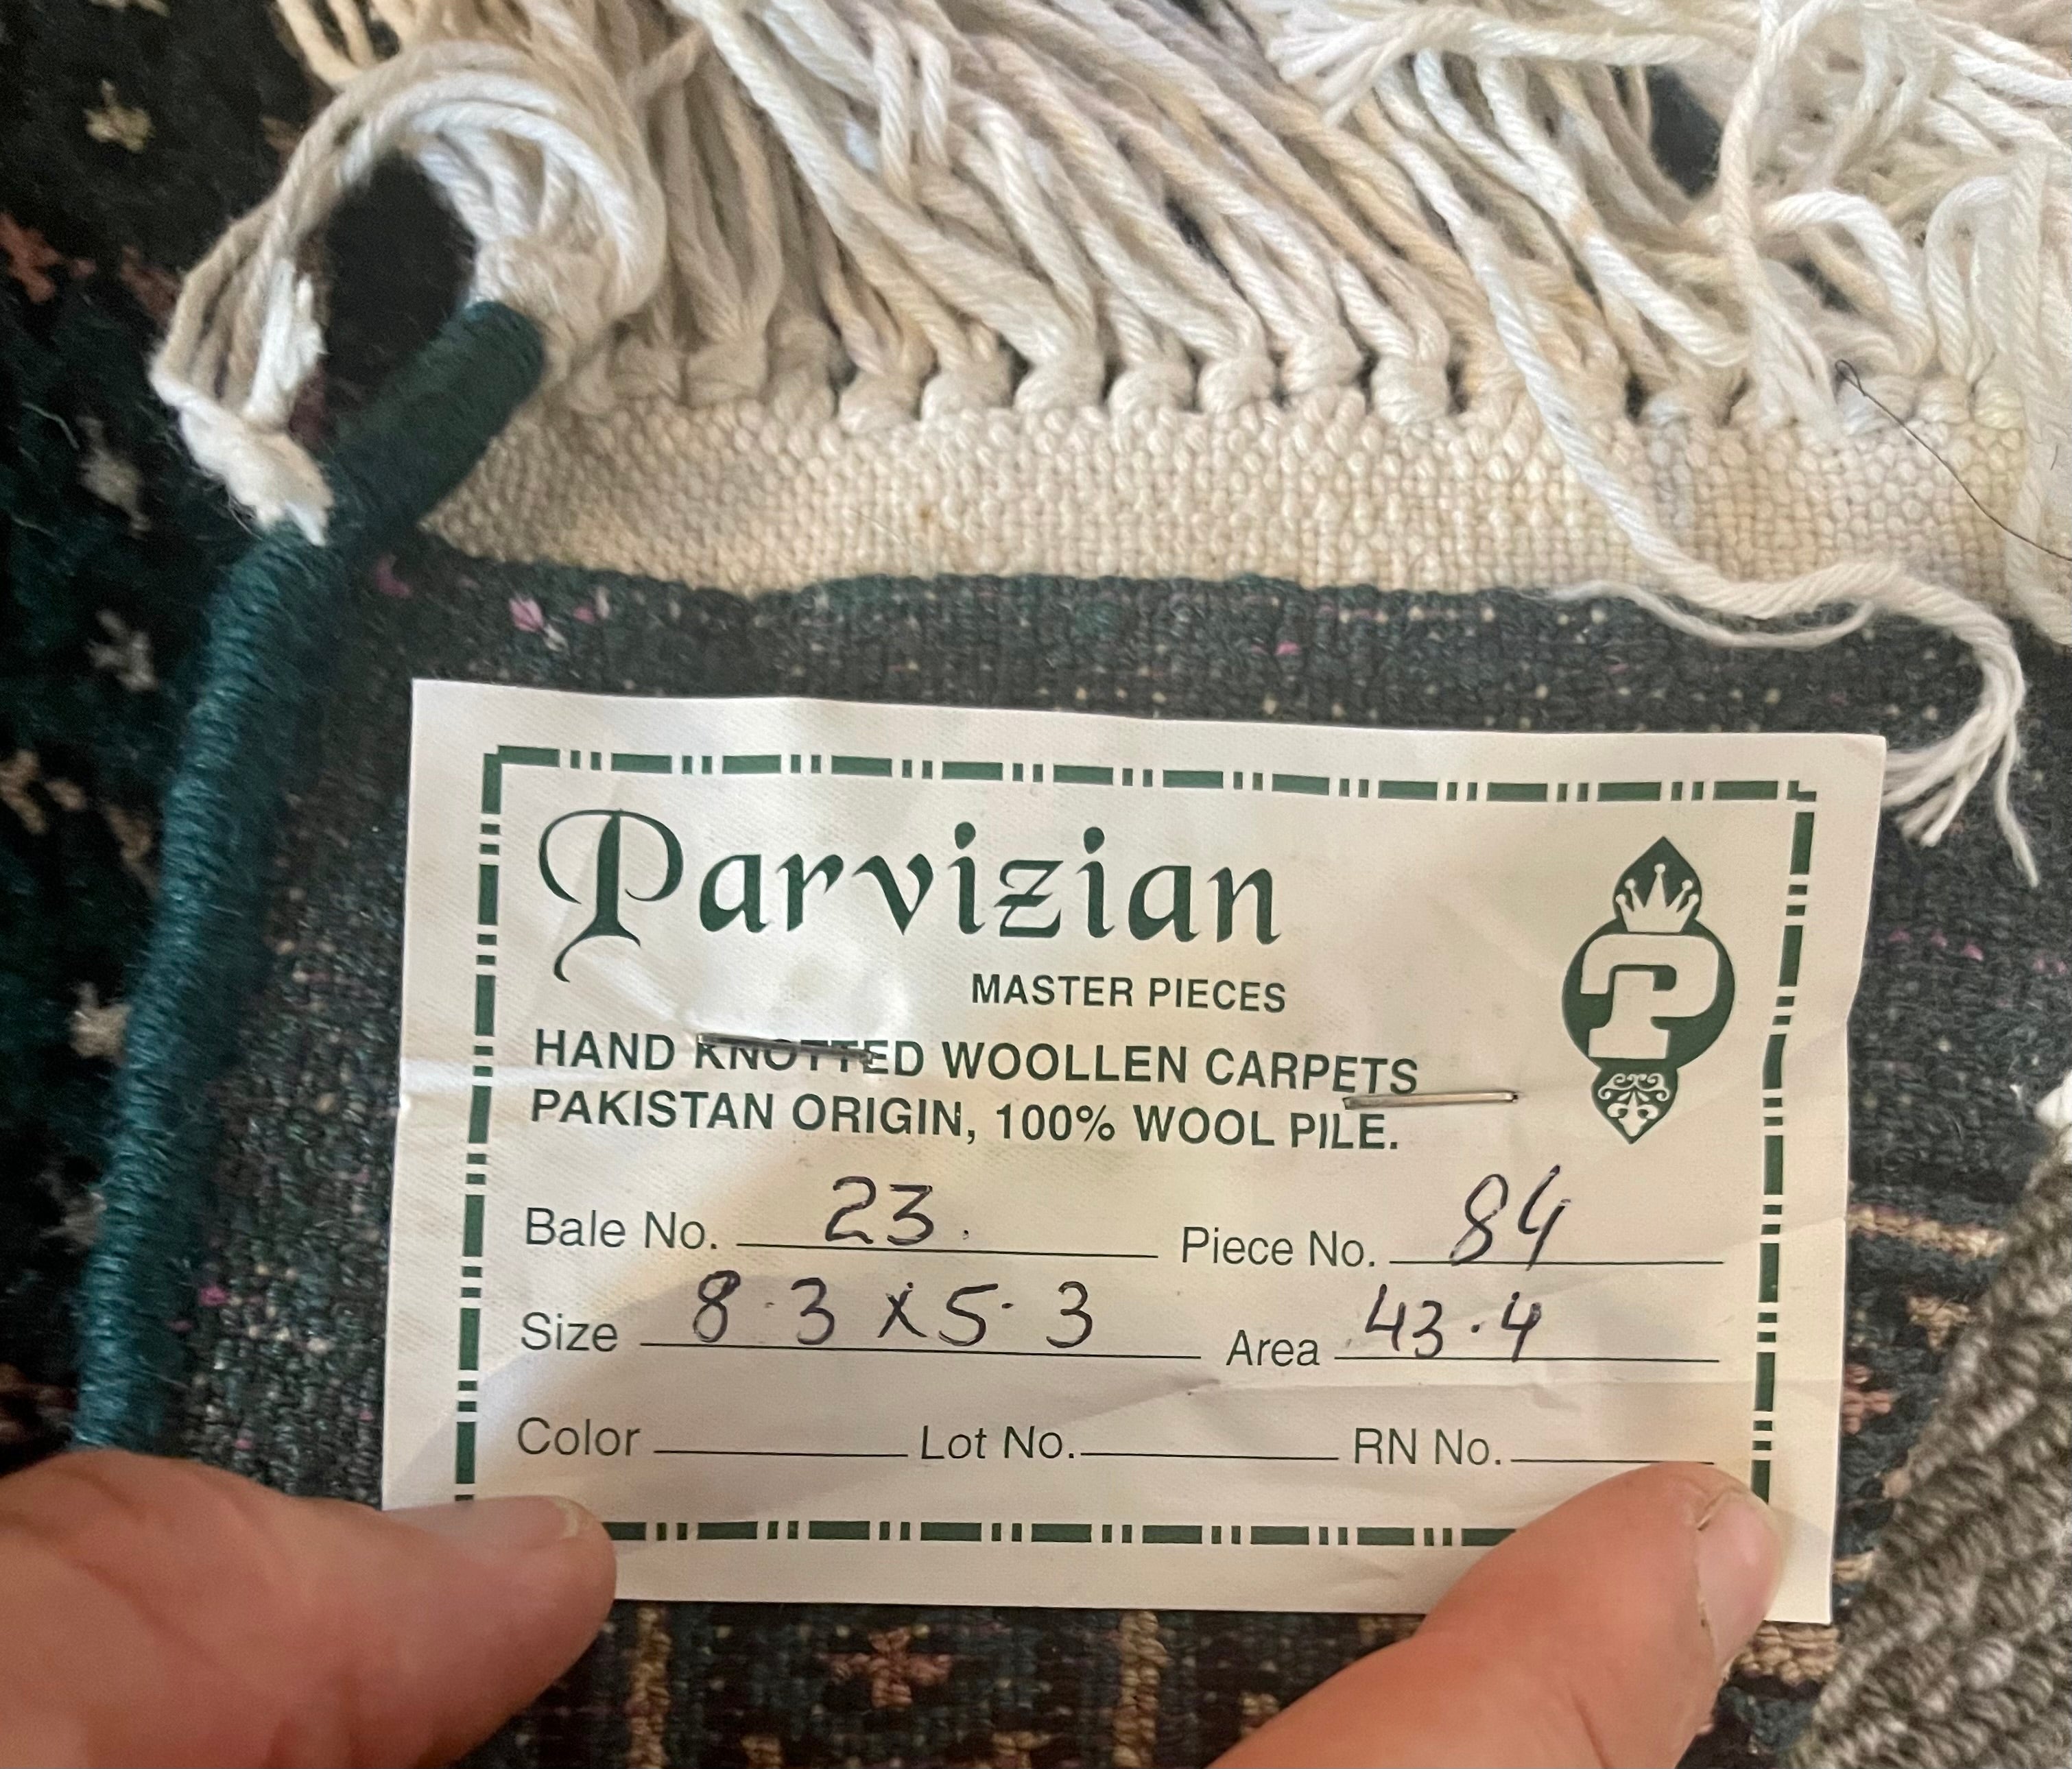 Parvizian
MASTER PIECES
P
HAND KNOTTED WOOLLEN CARPETS
PAKISTAN ORIGIN, 100% WOOL PILE.
Bale No. 23. Piece No. 84
Size 8.3 x 5.3 Area 43.4
Color Lot No. RN No.